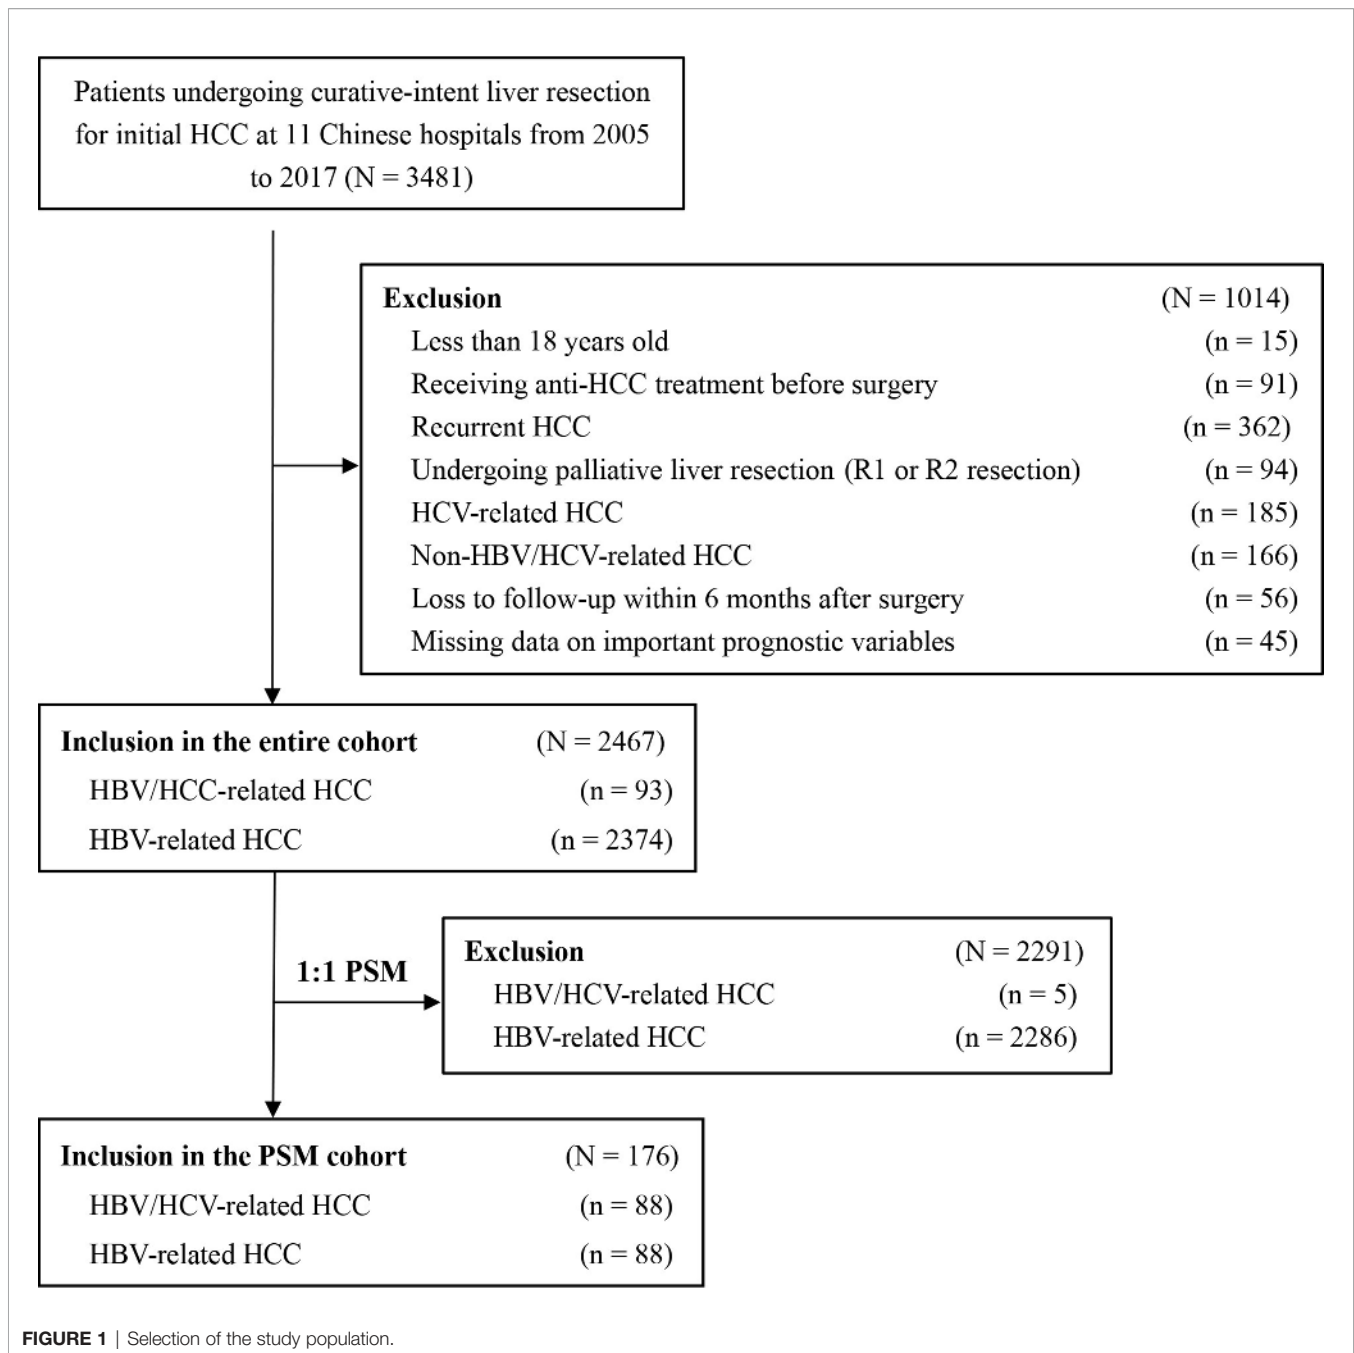 Patients undergoing curative-intent liver resection
for initial HCC at 11 Chinese hospitals from 2005
to 2017 (N = 3481)
Exclusion (N = 1014)
Less than 18 years old (n = 15)
Receiving anti-HCC treatment before surgery (n = 91)
Recurrent HCC (n = 362)
Undergoing palliative liver resection (R1 or R2 resection) (n = 94)
HCV-related HCC (n = 185)
Non-HBV/HCV-related HCC (n = 166)
Loss to follow-up within 6 months after surgery (n = 56)
Missing data on important prognostic variables (n = 45)
Inclusion in the entire cohort (N = 2467)
HBV/HCC-related HCC (n = 93)
HBV-related HCC (n = 2374)
1:1 PSM
Exclusion (N = 2291)
HBV/HCV-related HCC (n = 5)
HBV-related HCC (n = 2286)
Inclusion in the PSM cohort (N = 176)
HBV/HCV-related HCC (n = 88)
HBV-related HCC (n = 88)
FIGURE 1 | Selection of the study population.